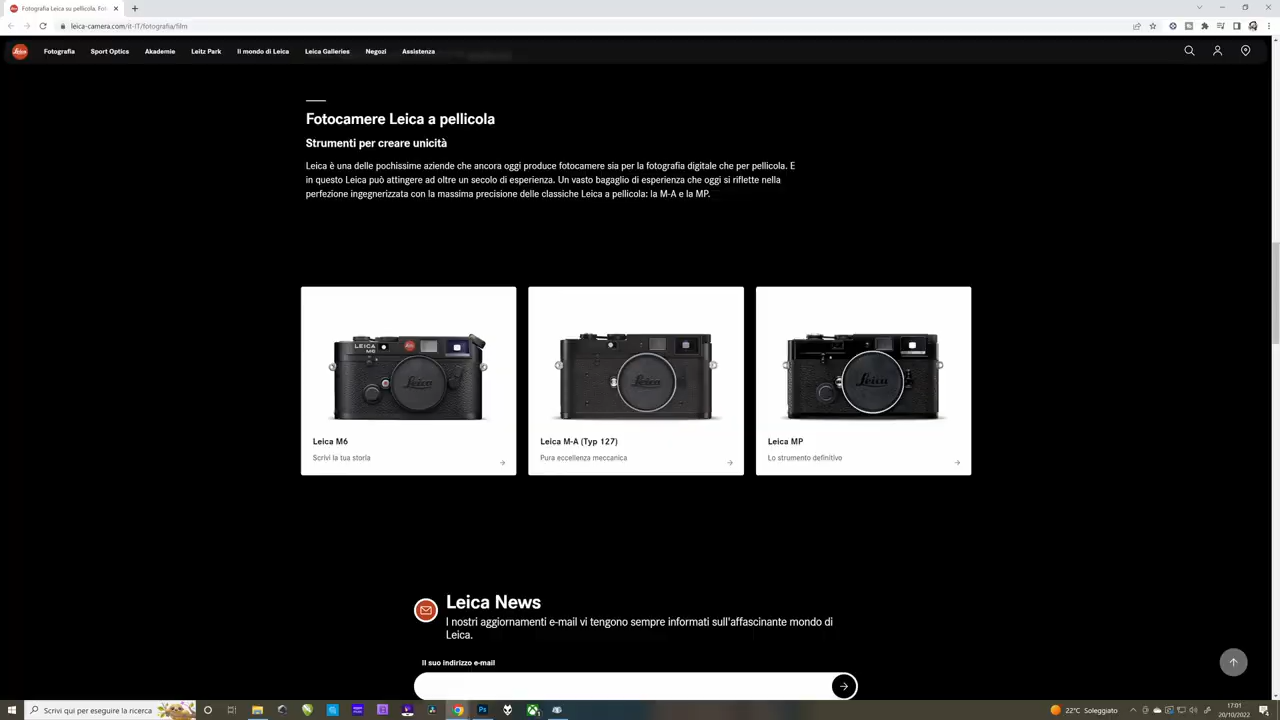 Fotografia Leica su pellicola. Fot
leica-camera.com/it-IT/fotografia/film
Leica
Fotografia
Sport Optics
Akademie
Leitz Park
Il mondo di Leica
Leica Galleries
Negozi
Assistenza
Fotocamere Leica a pellicola
Strumenti per creare unicità
Leica è una delle pochissime aziende che ancora oggi produce fotocamere sia per la fotografia digitale che per pellicola. E
in questo Leica può attingere ad oltre un secolo di esperienza. Un vasto bagaglio di esperienza che oggi si riflette nella
perfezione ingegnerizzata con la massima precisione delle classiche Leica a pellicola: la M-A e la MP.
LEICA
M6
Leica
Leica
Leica
Leica M6
Scrivi la tua storia
Leica M-A (Typ 127)
Pura eccellenza meccanica
Leica MP
Lo strumento definitivo
Leica News
I nostri aggiornamenti e-mail vi tengono sempre informati sull'affascinante mondo di
Leica.
Il suo indirizzo e-mail
Scrivi qui per eseguire la ricerca
22°C Soleggiato
17:01
20/10/2022